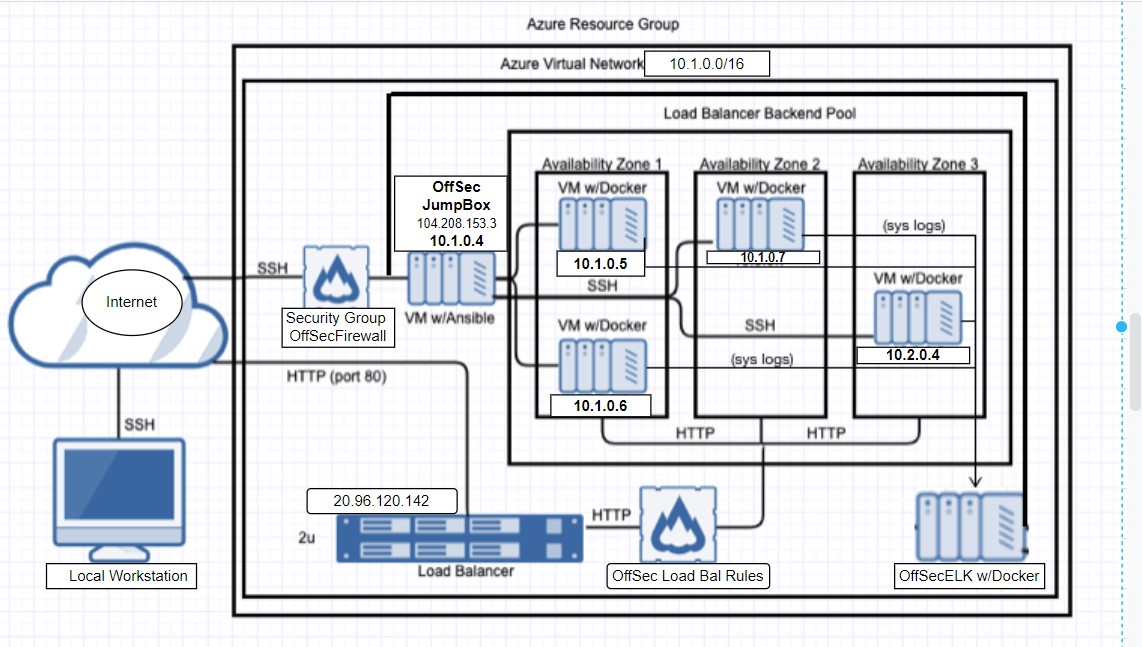 Azure Resource Group
Azure Virtual Network
10.1.0.0/16
Load Balancer Backend Pool
Availability Zone 1
Availability Zone 2
Availability Zone 3
OffSec
JumpBox
104.208.153.3
10.1.0.4
VM w/Docker
VM w/Docker
(sys logs)
10.1.0.5
10.1.0.7
SSH
SSH
VM w/Docker
Internet
Security Group
OffSecFirewall
VM w/Ansible
VM w/Docker
SSH
10.2.0.4
(sys logs)
HTTP (port 80)
10.1.0.6
SSH
HTTP
HTTP
20.96.120.142
HTTP
2u
Load Balancer
Local Workstation
OffSec Load Bal Rules
OffSecELK w/Docker